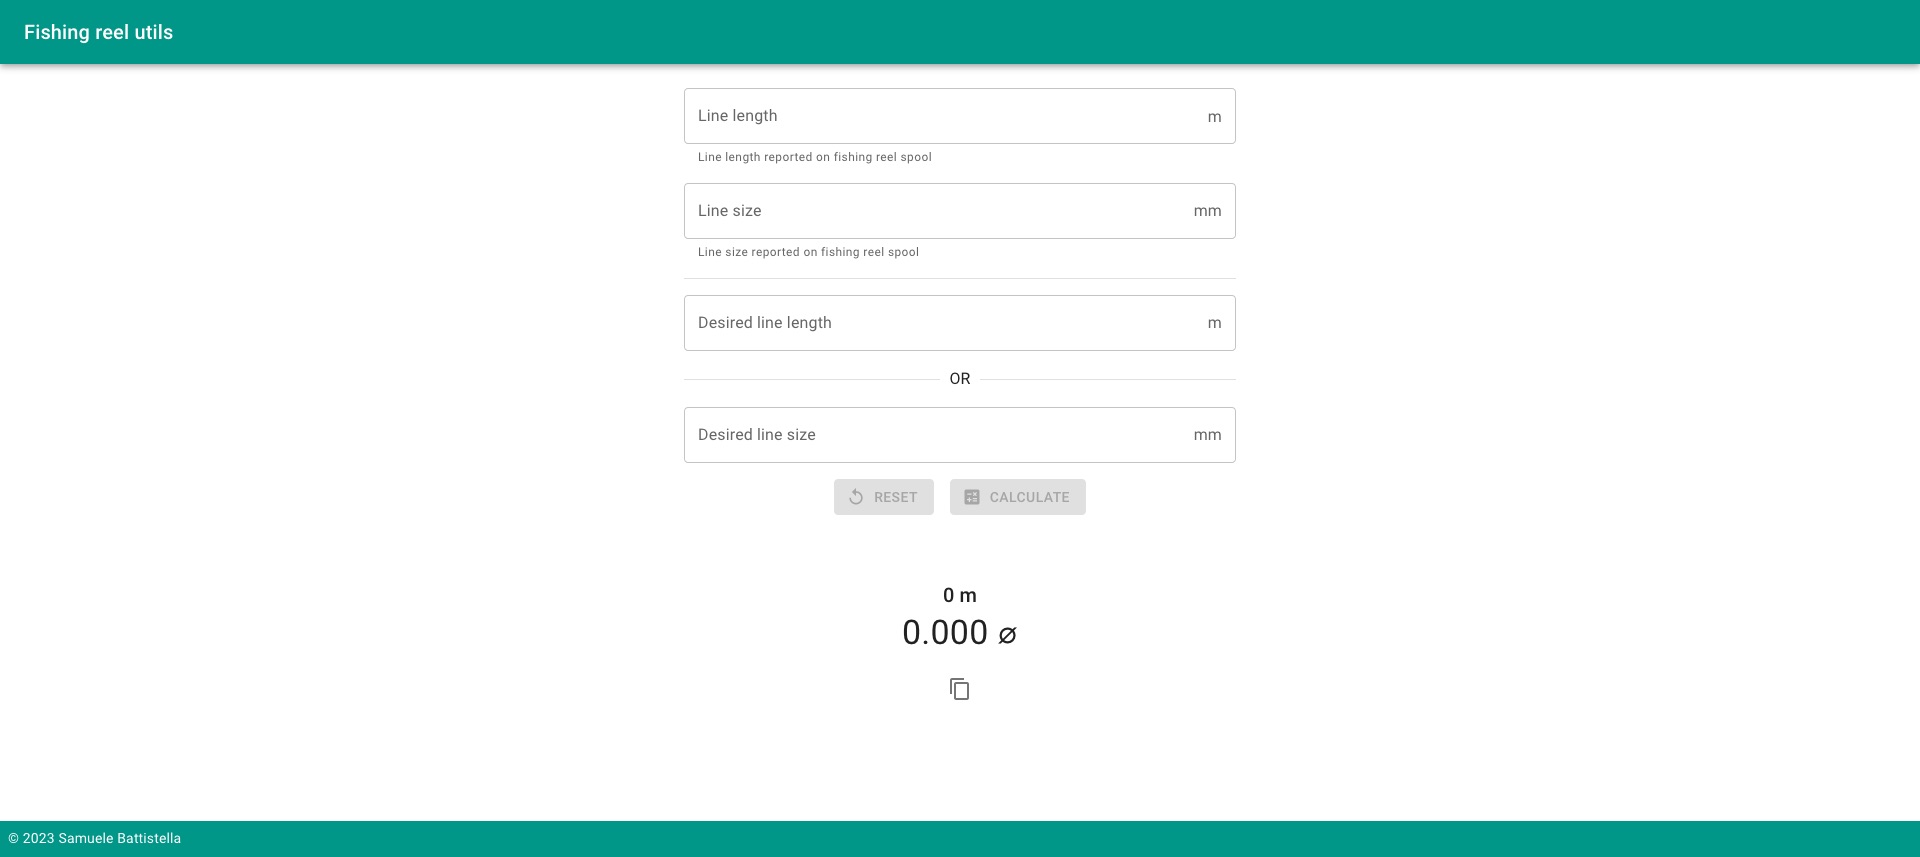 Fishing reel utils
Line length m
Line length reported on fishing reel spool
Line size mm
Line size reported on fishing reel spool
Desired line length m
OR
Desired line size mm
RESET CALCULATE
0 m
0.000 ⌀
© 2023 Samuele Battistella